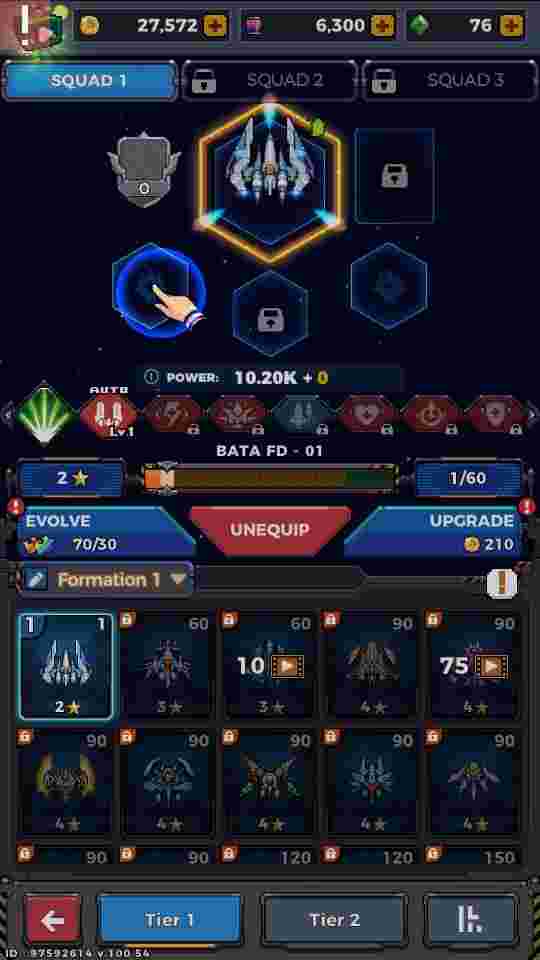 27,572
6,300
76
SQUAD 1
SQUAD 2
SQUAD 3
0
POWER: 10.20K + 0
AUTO
Lv.1
BATA FD - 01
2
1/60
EVOLVE
70/30
UNEQUIP
UPGRADE
210
Formation 1
1 1
60
60
90
90
10
75
2
3
3
4
4
90
90
90
90
90
4
4
4
4
4
90
90
120
120
150
Tier 1
Tier 2
ID : 97592614 v.100.54